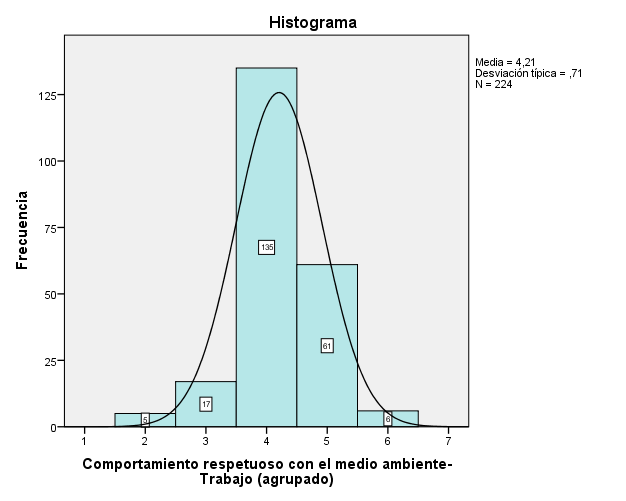 Histograma
Media = 4,21
Desviación típica = ,71
N = 224
Frecuencia
125
100
75
50
25
0
135
61
17
5
6
1 2 3 4 5 6 7
Comportamiento respetuoso con el medio ambiente-
Trabajo (agrupado)